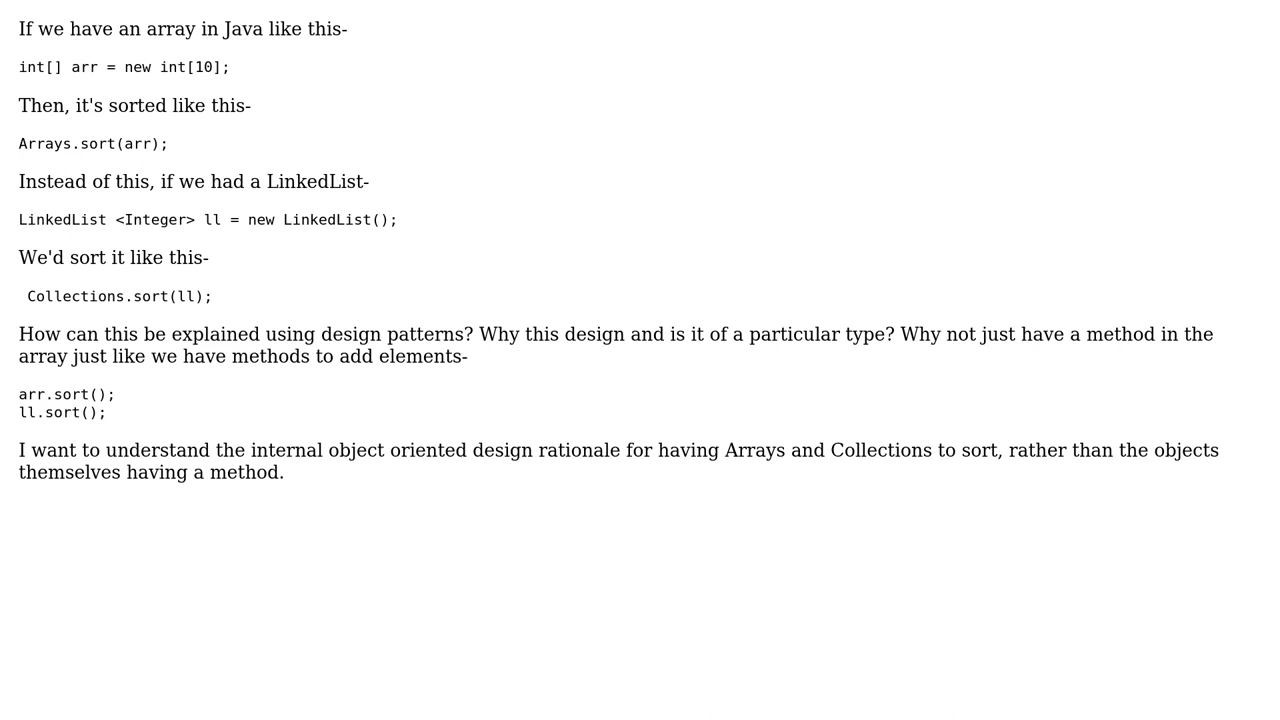 If we have an array in Java like this-
int[] arr = new int[10];
Then, it's sorted like this-
Arrays.sort(arr);
Instead of this, if we had a LinkedList-
LinkedList <Integer> ll = new LinkedList();
We'd sort it like this-
Collections.sort(ll);
How can this be explained using design patterns? Why this design and is it of a particular type? Why not just have a method in the
array just like we have methods to add elements-
arr.sort();
ll.sort();
I want to understand the internal object oriented design rationale for having Arrays and Collections to sort, rather than the objects
themselves having a method.